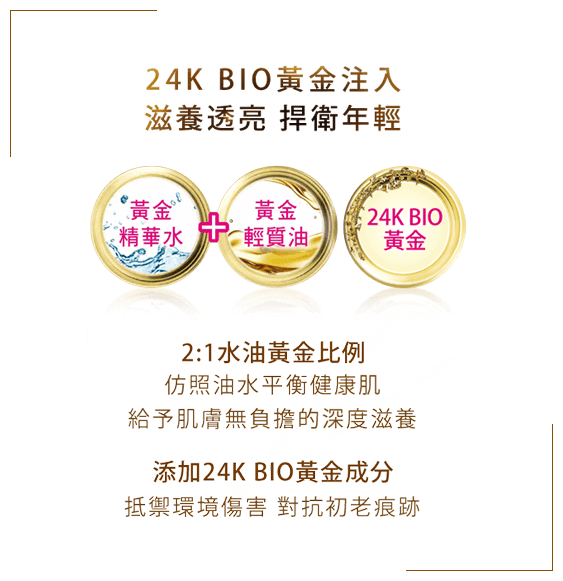 24K BIO黃金注入
滋養透亮 捍衛年輕
黃金
精華水
+
黃金
輕質油
24K BIO
黃金
2:1水油黃金比例
仿照油水平衡健康肌
給予肌膚無負擔的深度滋養
添加24K BIO黃金成分
抵禦環境傷害 對抗初老痕跡